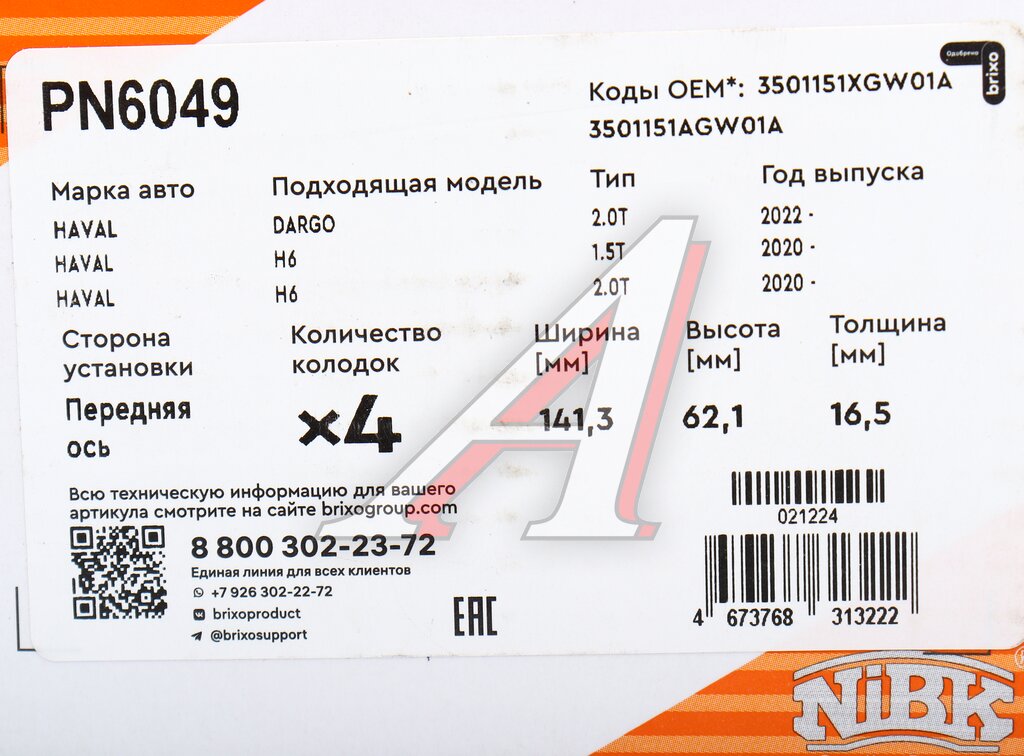 PN6049
Коды OEM*: 3501151XGW01A
3501151AGW01A
Одобрено brixo
Марка авто Подходящая модель Тип Год выпуска
HAVAL DARGO 2.0T 2022 -
HAVAL H6 1.5T 2020 -
HAVAL H6 2.0T 2020 -
Сторона Количество Ширина Высота Толщина
установки колодок [мм] [мм] [мм]
Передняя ×4 141,3 62,1 16,5
ось
Всю техническую информацию для вашего
артикула смотрите на сайте brixogroup.com
8 800 302-23-72
Единая линия для всех клиентов
+7 926 302-22-72
brixoproduct
@brixosupport
EAC
021224
4 673768 313222
NiBK